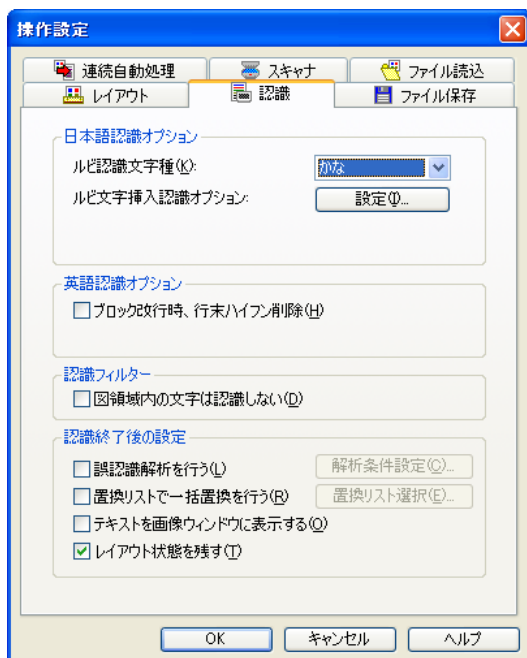 操作設定
連続自動処理 スキャナ ファイル読込
レイアウト 認識 ファイル保存
日本語認識オプション
ルビ認識文字種(K): かな
ルビ文字挿入認識オプション: 設定(I)...
英語認識オプション
ブロック改行時、行末ハイフン削除(H)
認識フィルター
図領域内の文字は認識しない(D)
認識終了後の設定
誤認識解析を行う(L) 解析条件設定(C)...
置換リストで一括置換を行う(R) 置換リスト選択(E)...
テキストを画像ウィンドウに表示する(O)
レイアウト状態を残す(T)
OK キャンセル ヘルプ